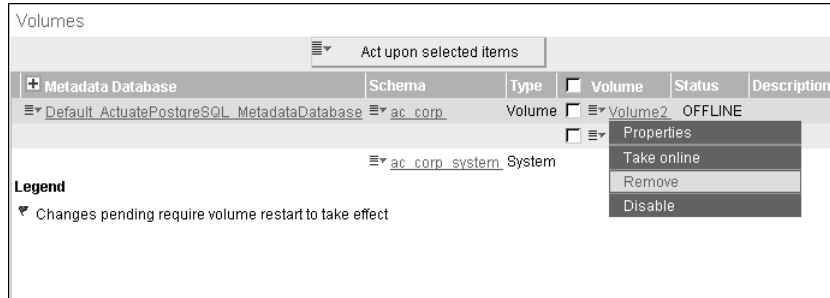 Volumes
Act upon selected items
Metadata Database Schema Type Volume Status Description
Default_ActuatePostgreSQL_MetadataDatabase ac_corp Volume Volume2 OFFLINE
Properties
ac_corp_system System Take online
Remove
Disable
Legend
Changes pending require volume restart to take effect